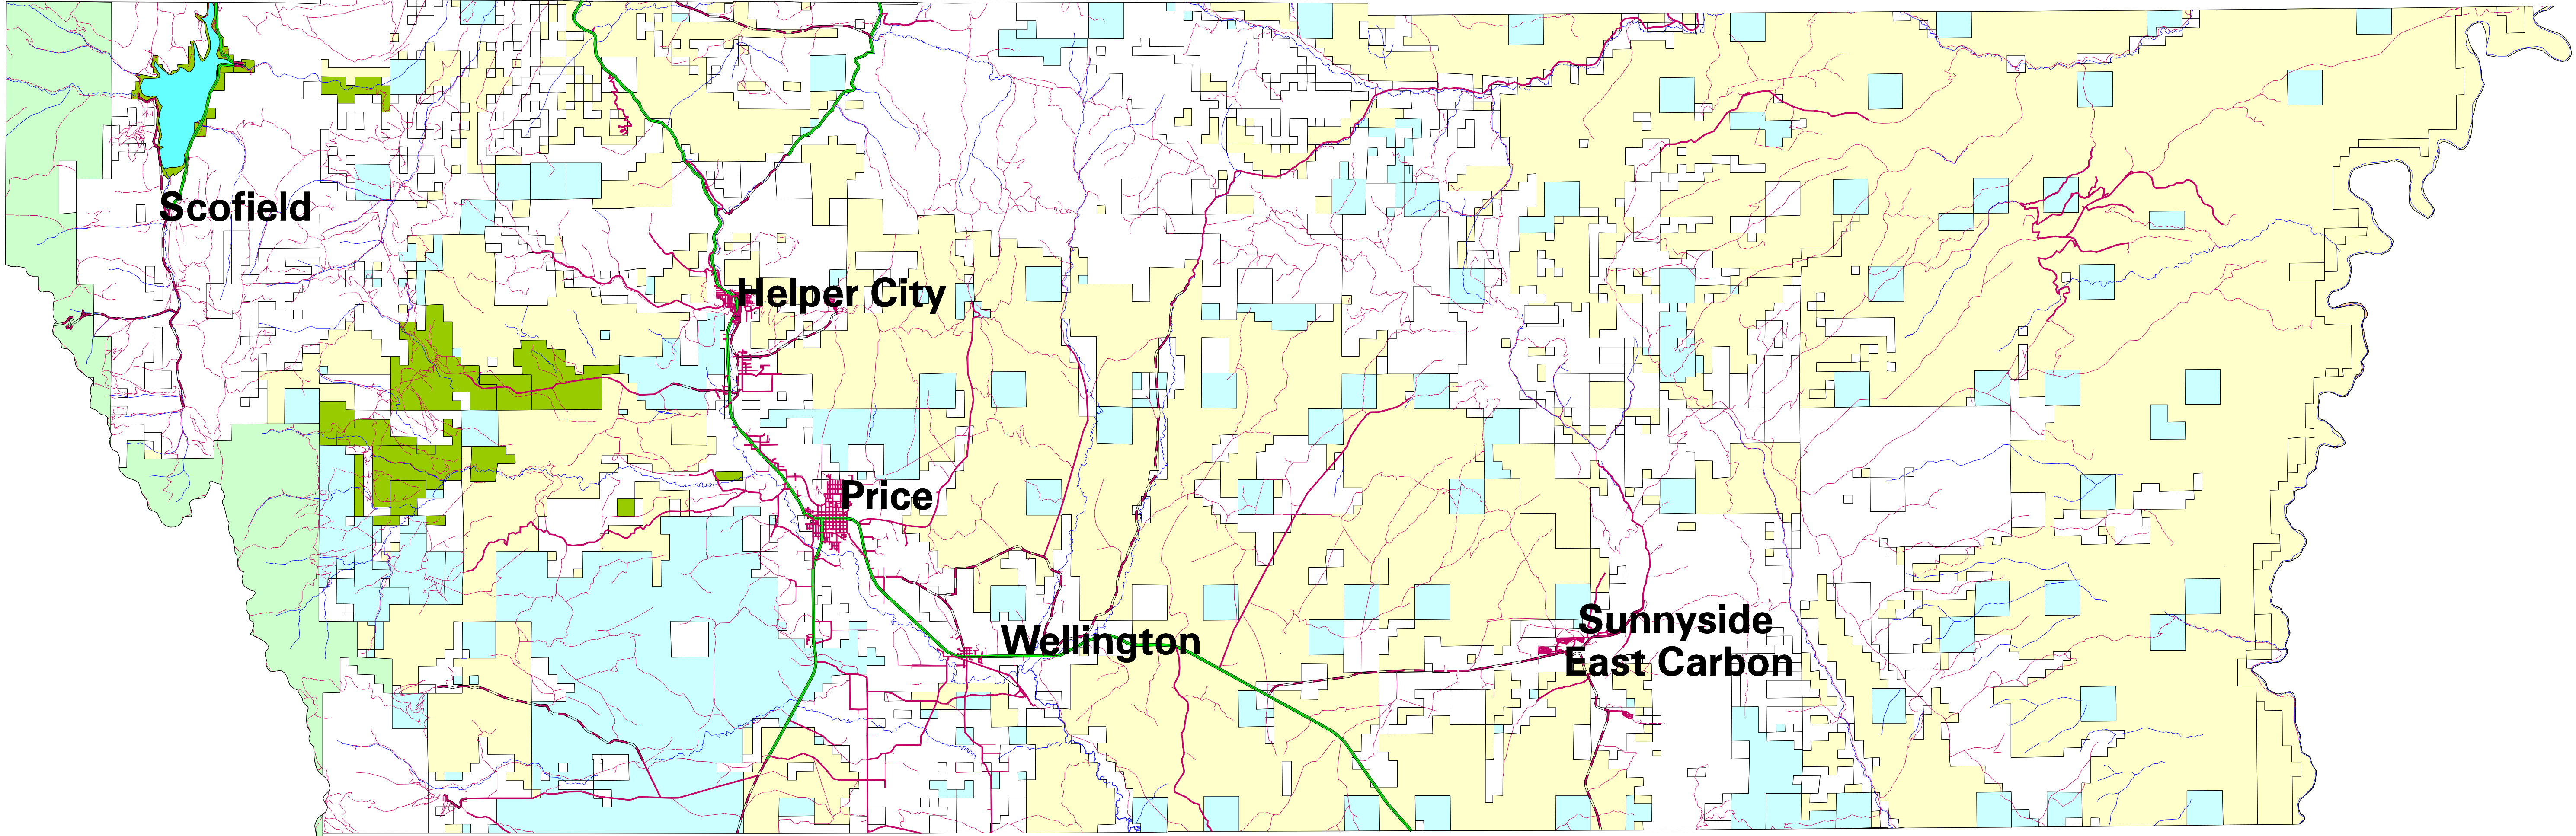 Scofield
Helper City
Price
Sunnyside
Wellington
East Carbon